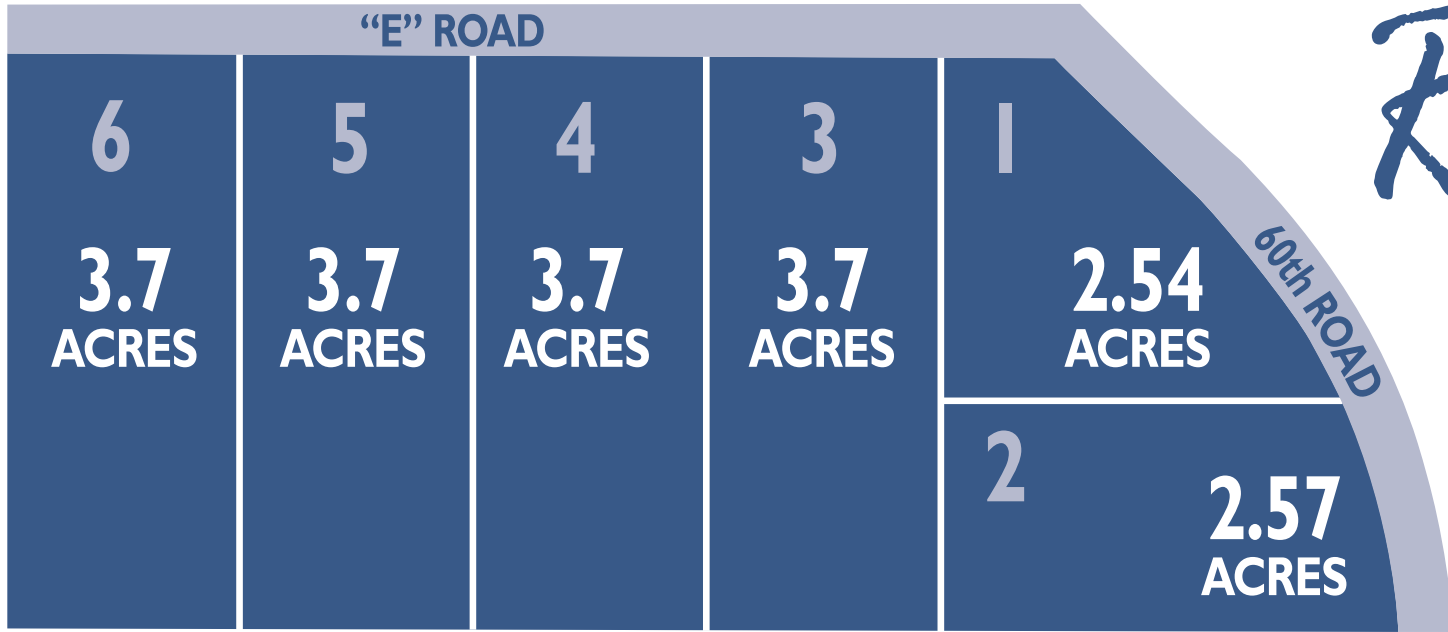 “E” ROAD
6
3.7
ACRES
5
3.7
ACRES
4
3.7
ACRES
3
3.7
ACRES
1
2.54
ACRES
2
2.57
ACRES
60th ROAD